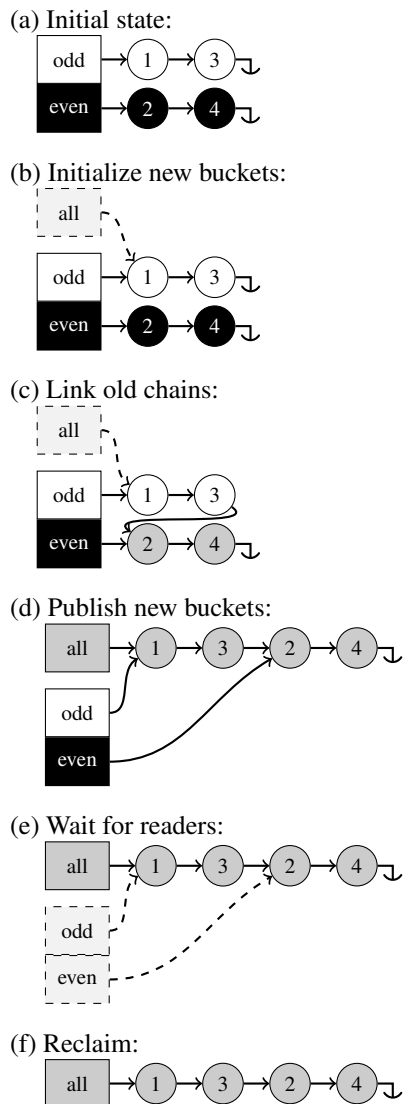 (a) Initial state:
odd 1 3
even 2 4
(b) Initialize new buckets:
all
odd 1 3
even 2 4
(c) Link old chains:
all
odd 1 3
even 2 4
(d) Publish new buckets:
all 1 3 2 4
odd
even
(e) Wait for readers:
all 1 3 2 4
odd
even
(f) Reclaim:
all 1 3 2 4